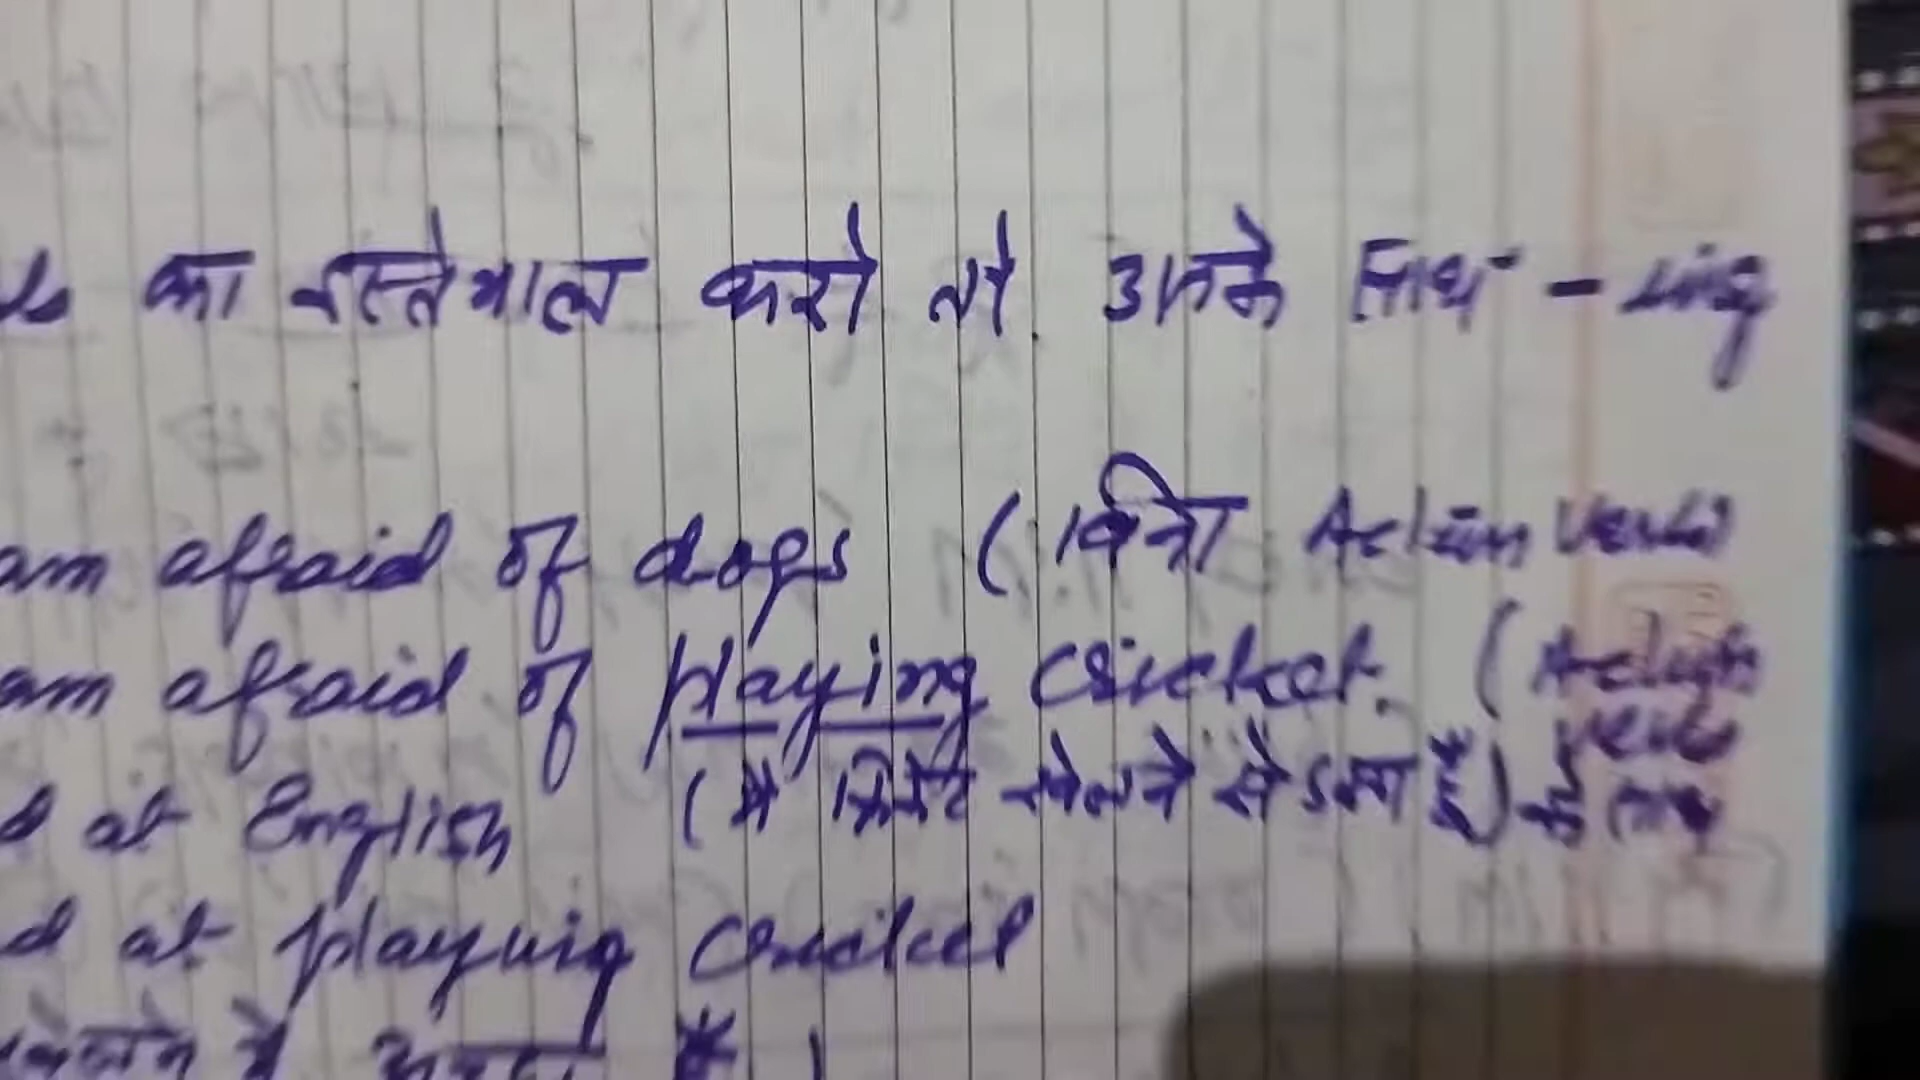 का इस्तेमाल करो तो उनके साथ - ing
am afraid of dogs (बिना Action Verb
am afraid of playing cricket. (Action
Verb
(मैं क्रिकेट खेलने से डरता हूँ) के साथ
at English
at playing cricket
में अच्छा हूँ ।